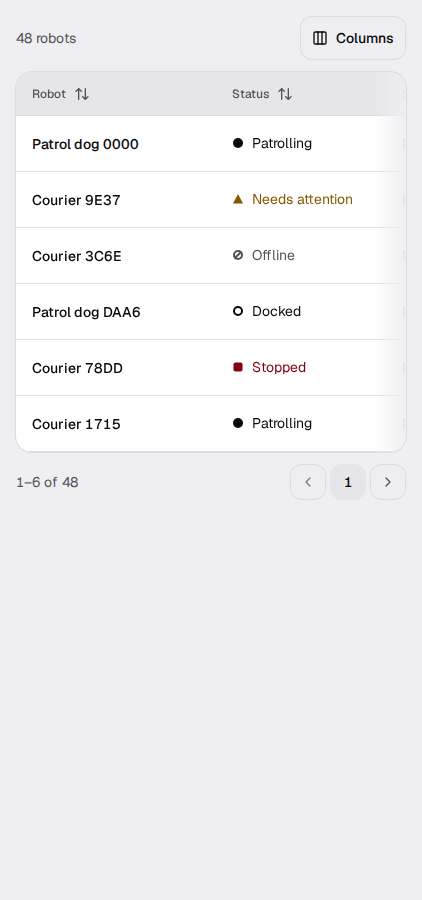 48 robots
Columns
Robot Status
Patrol dog 0000 Patrolling
Courier 9E37 Needs attention
Courier 3C6E Offline
Patrol dog DAA6 Docked
Courier 78DD Stopped
Courier 1715 Patrolling
1–6 of 48
1